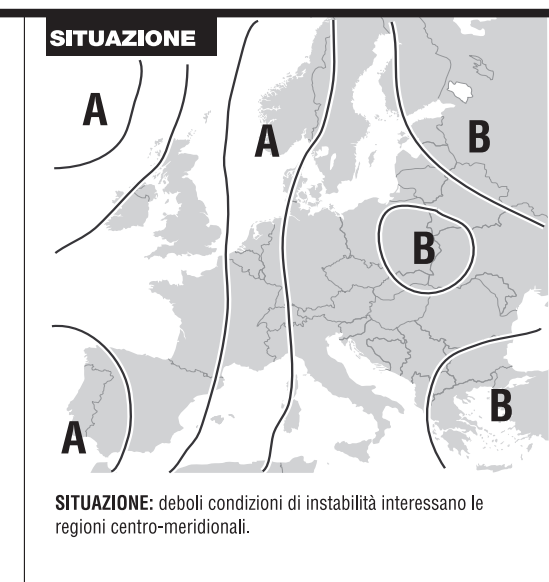 SITUAZIONE
A
A
B
B
A
B
SITUAZIONE: deboli condizioni di instabilità interessano le
regioni centro-meridionali.